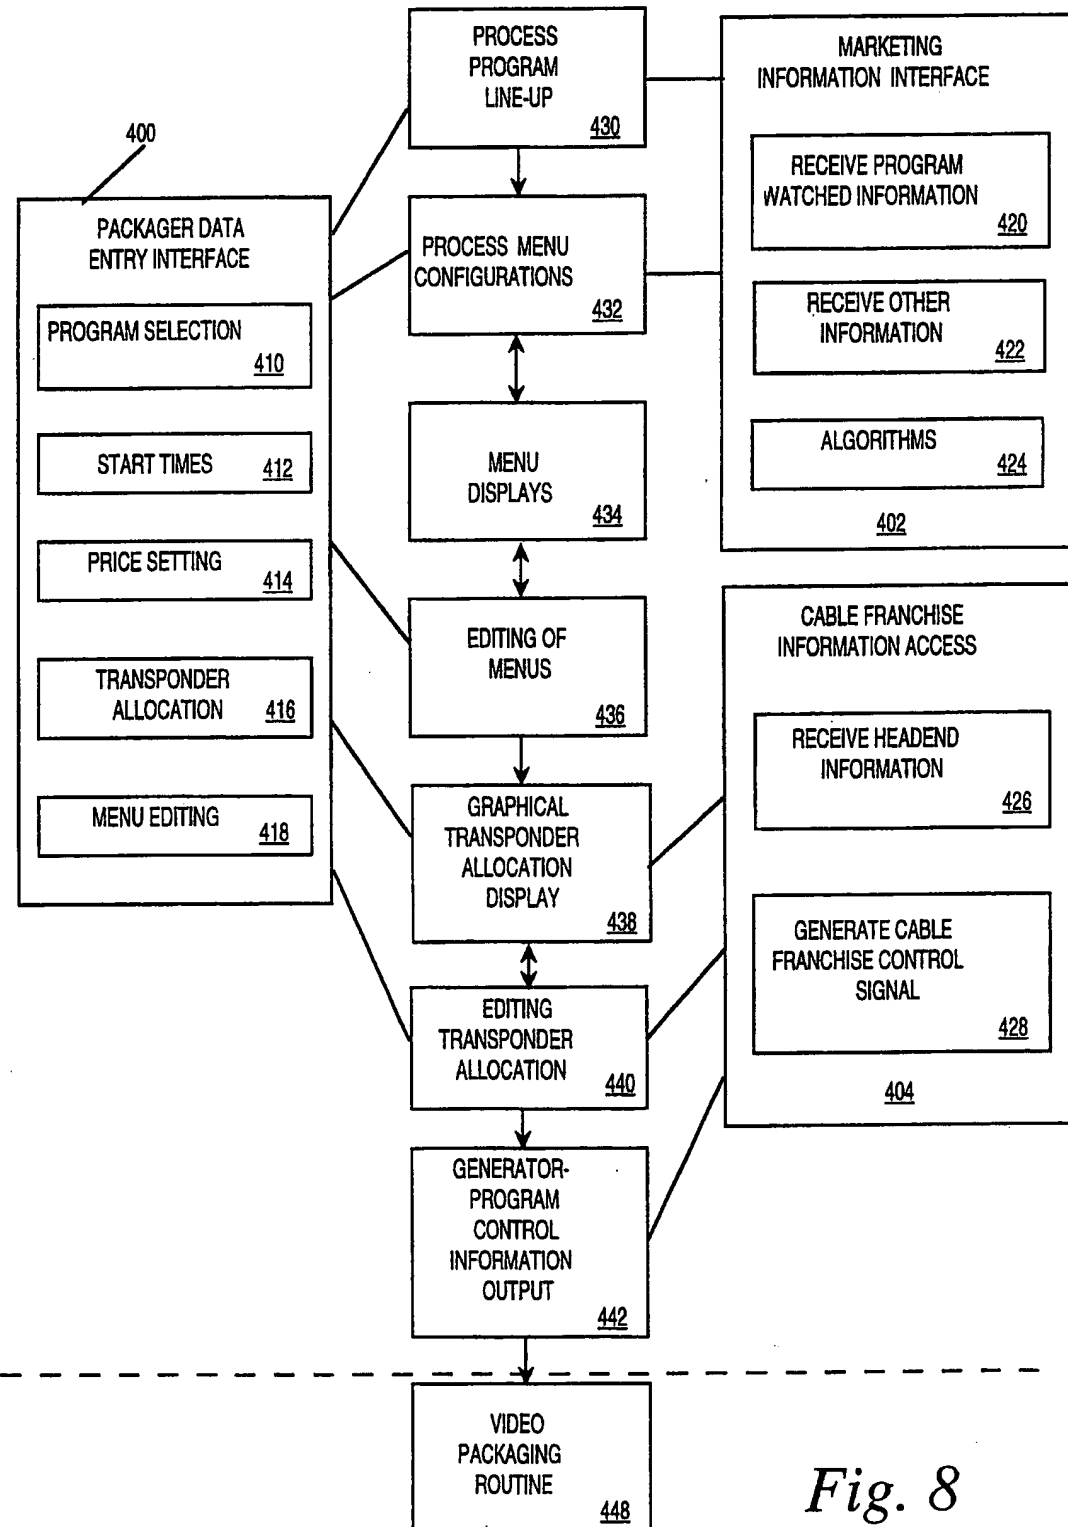 400
PACKAGER DATA
ENTRY INTERFACE
PROGRAM SELECTION
410
START TIMES 412
PRICE SETTING 414
TRANSPONDER
ALLOCATION 416
MENU EDITING 418
PROCESS
PROGRAM
LINE-UP
430
PROCESS MENU
CONFIGURATIONS
432
MENU
DISPLAYS
434
EDITING OF
MENUS
436
GRAPHICAL
TRANSPONDER
ALLOCATION
DISPLAY
438
EDITING
TRANSPONDER
ALLOCATION 440
GENERATOR-
PROGRAM
CONTROL
INFORMATION
OUTPUT
442
VIDEO
PACKAGING
ROUTINE
448
MARKETING
INFORMATION INTERFACE
RECEIVE PROGRAM
WATCHED INFORMATION
420
RECEIVE OTHER
INFORMATION
422
ALGORITHMS
424
402
CABLE FRANCHISE
INFORMATION ACCESS
RECEIVE HEADEND
INFORMATION
426
GENERATE CABLE
FRANCHISE CONTROL
SIGNAL
428
404
Fig. 8